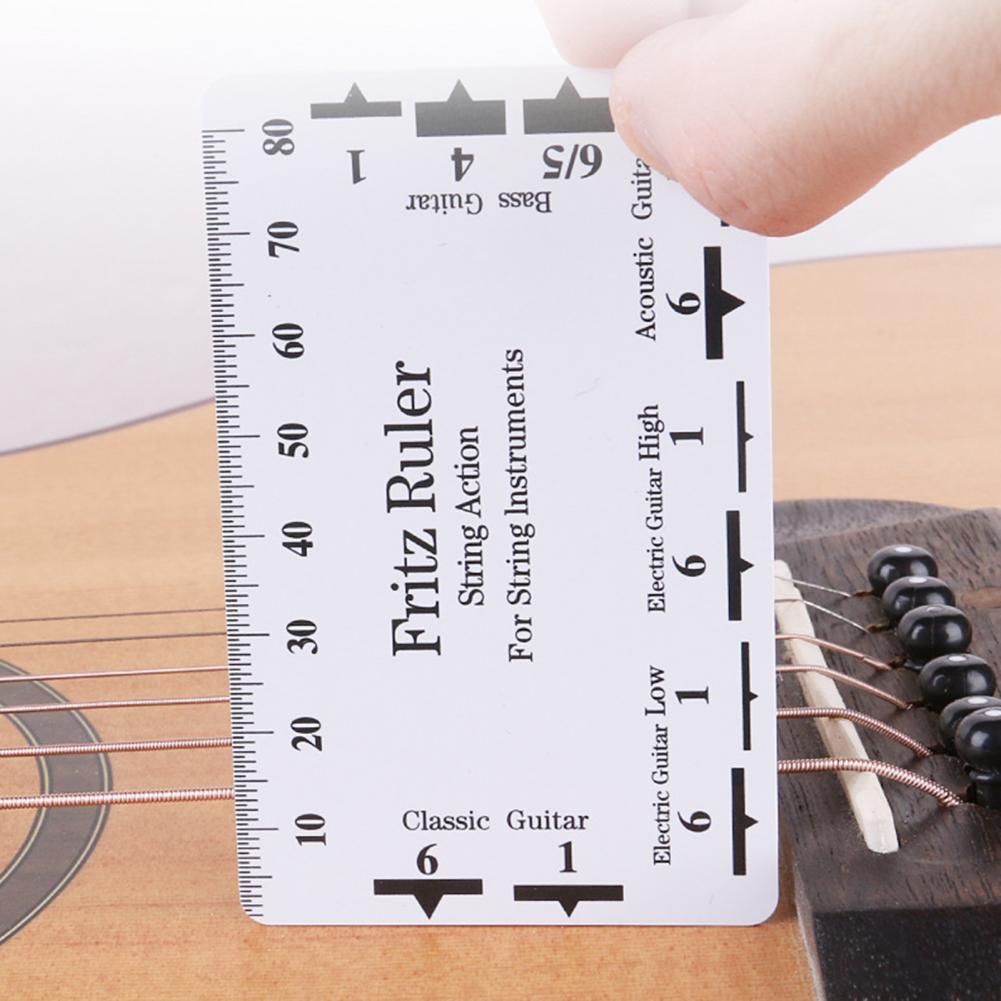 80
70
60
50
40
30
20
10
1
4
6/5
Bass Guitar
Fritz Ruler
String Action
For String Instruments
Acoustic
6
Electric Guitar High
1
6
Electric Guitar Low
1
6
Classic Guitar
6
1